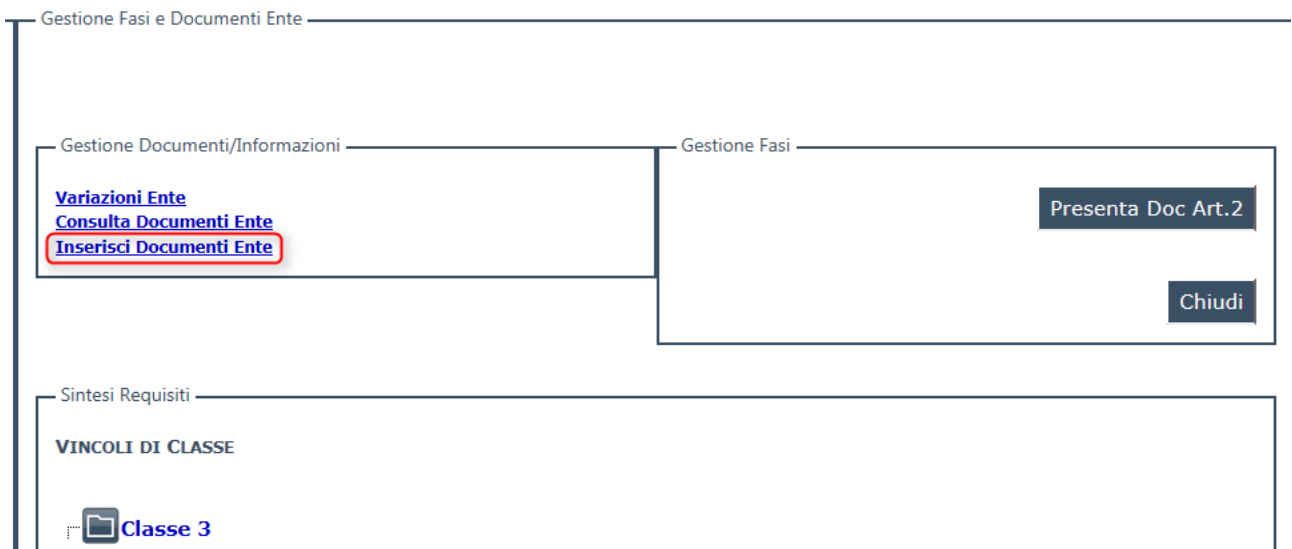 Gestione Fasi e Documenti Ente
Gestione Documenti/Informazioni
Variazioni Ente
Consulta Documenti Ente
Inserisci Documenti Ente
Gestione Fasi
Presenta Doc Art.2
Chiudi
Sintesi Requisiti
VINCOLI DI CLASSE
Classe 3